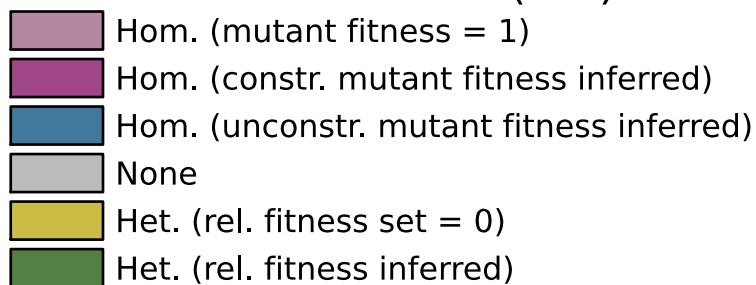 Hom. (mutant fitness = 1)
Hom. (constr. mutant fitness inferred)
Hom. (unconstr. mutant fitness inferred)
None
Het. (rel. fitness set = 0)
Het. (rel. fitness inferred)